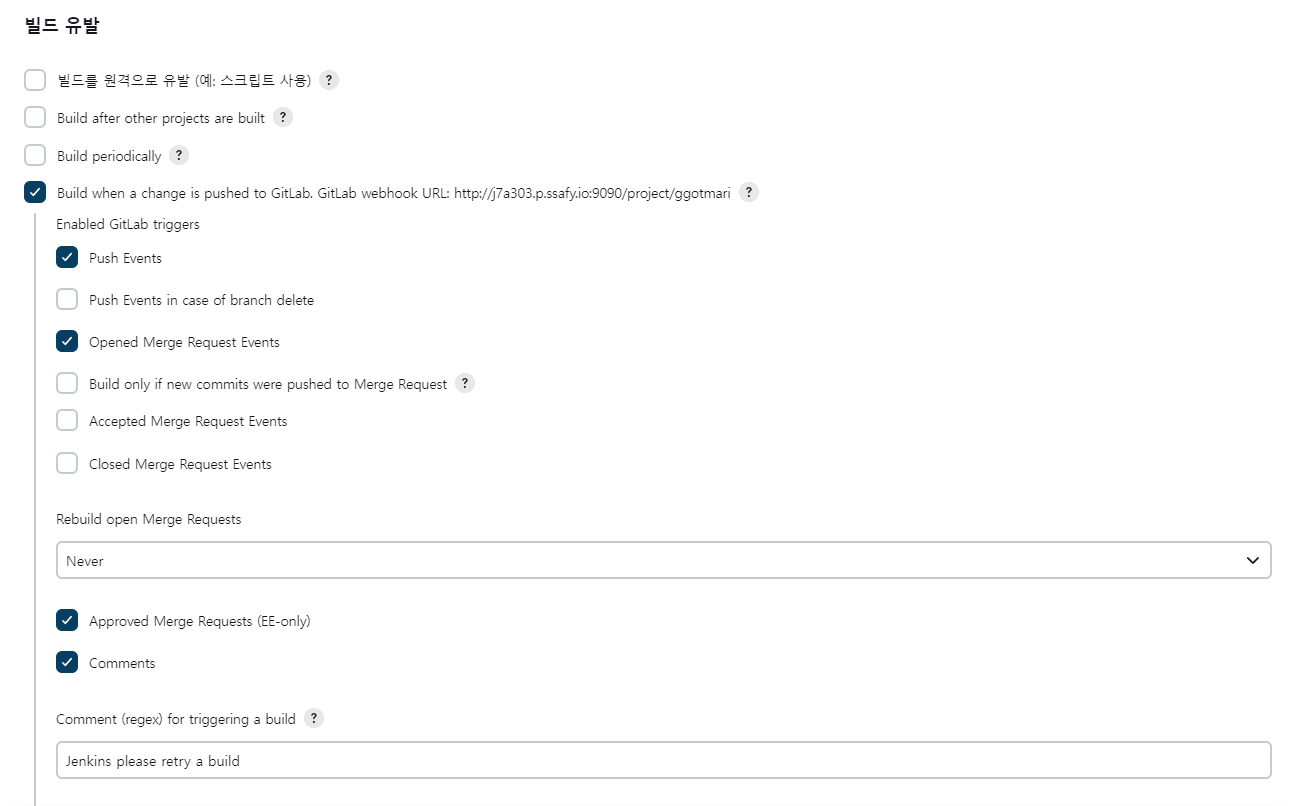 빌드 유발
빌드를 원격으로 유발 (예: 스크립트 사용) ?
Build after other projects are built ?
Build periodically ?
Build when a change is pushed to GitLab. GitLab webhook URL: http://j7a303.p.ssafy.io:9090/project/ggotmari ?
Enabled GitLab triggers
Push Events
Push Events in case of branch delete
Opened Merge Request Events
Build only if new commits were pushed to Merge Request ?
Accepted Merge Request Events
Closed Merge Request Events
Rebuild open Merge Requests
Never
Approved Merge Requests (EE-only)
Comments
Comment (regex) for triggering a build ?
Jenkins please retry a build